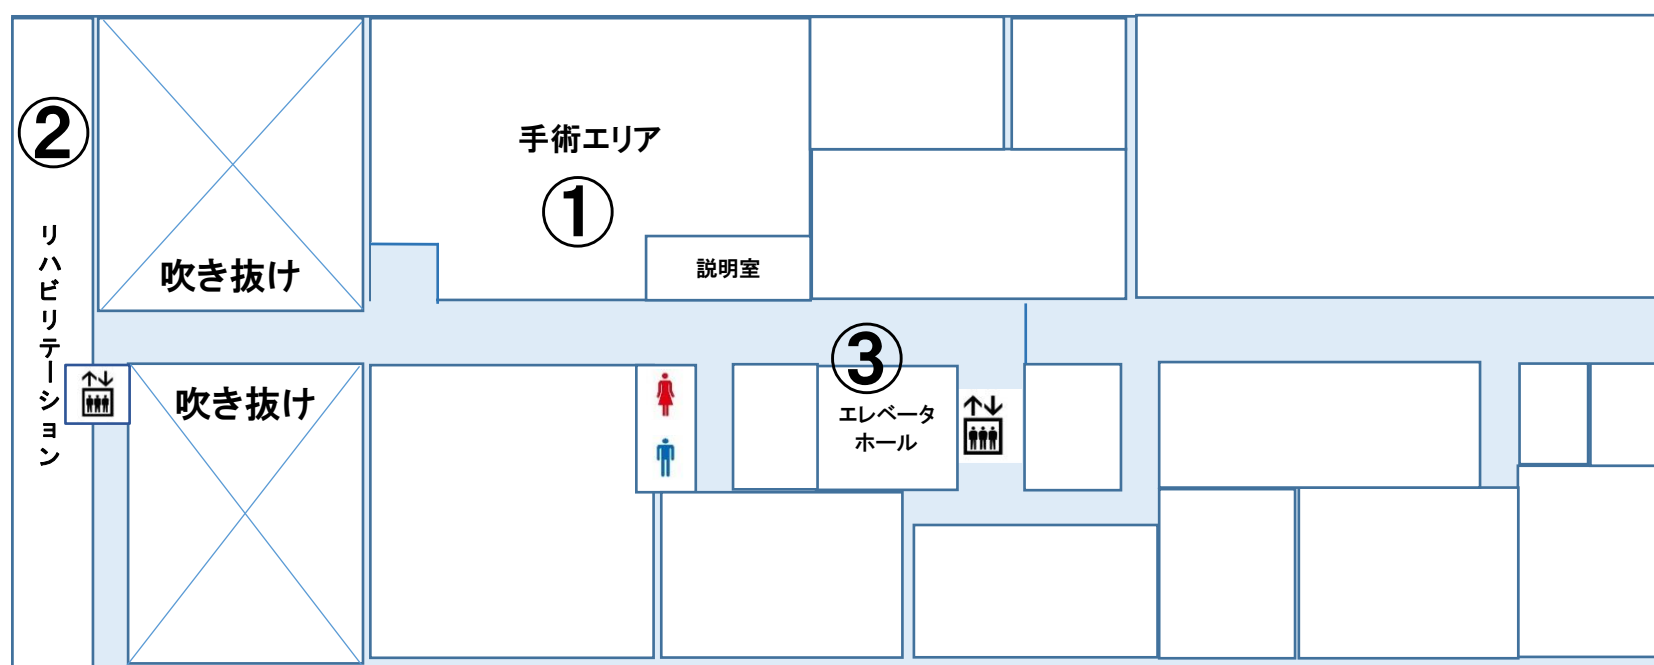 ②
リハビリテーション
吹き抜け
吹き抜け
手術エリア
①
説明室
③
エレベータ
ホール